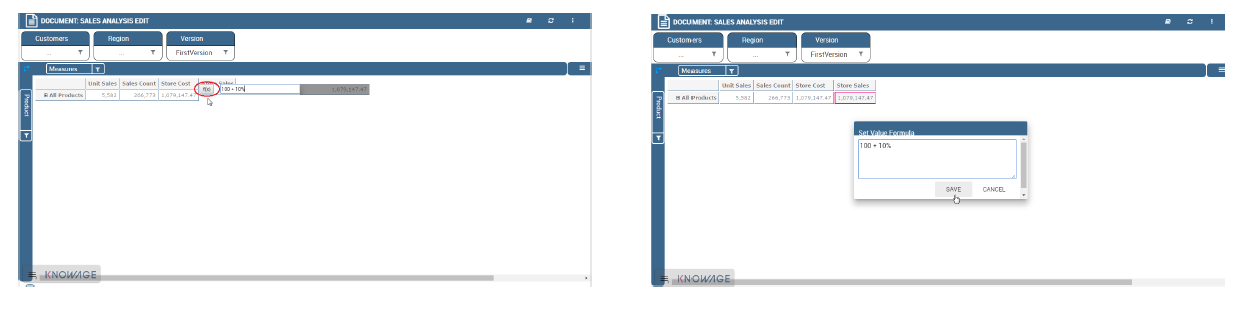 DOCUMENT: SALES ANALYSIS EDIT
Customers Region Version
... ... FirstVersion
Measures
Unit Sales Sales Count Store Cost Store Sales
f(x) 100 + 10% 1,079,147.47
All Products 5,582 266,773 1,079,147.47
Product
KNOWAGE
DOCUMENT: SALES ANALYSIS EDIT
Customers Region Version
... ... FirstVersion
Measures
Unit Sales Sales Count Store Cost Store Sales
All Products 5,582 266,773 1,079,147.47 1,079,147.47
Product
Set Value Formula
100 + 10%
SAVE CANCEL
KNOWAGE